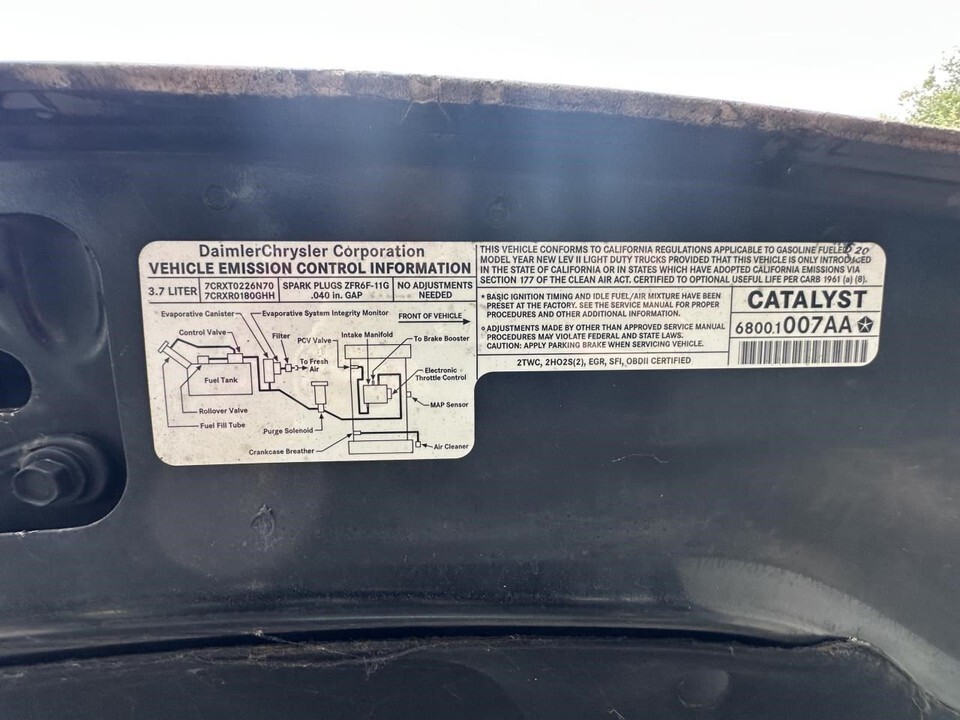 DaimlerChrysler Corporation
VEHICLE EMISSION CONTROL INFORMATION
3.7 LITER
7CRXT0226N70
7CRXR0180GHH
SPARK PLUGS ZFR6F-11G
.040 in. GAP
NO ADJUSTMENTS
NEEDED
Evaporative Canister
Evaporative System Integrity Monitor
FRONT OF VEHICLE
Control Valve
Filter
PCV Valve
Intake Manifold
To Brake Booster
To Fresh
Air
Fuel Tank
Electronic
Throttle Control
Rollover Valve
MAP Sensor
Fuel Fill Tube
Purge Solenoid
Crankcase Breather
Air Cleaner
THIS VEHICLE CONFORMS TO CALIFORNIA REGULATIONS APPLICABLE TO GASOLINE FUELED 20
MODEL YEAR NEW LEV II LIGHT DUTY TRUCKS PROVIDED THAT THIS VEHICLE IS ONLY INTRODUCED
IN THE STATE OF CALIFORNIA OR IN STATES WHICH HAVE ADOPTED CALIFORNIA EMISSIONS VIA
SECTION 177 OF THE CLEAN AIR ACT. CERTIFIED TO OPTIONAL USEFUL LIFE PER CARB 1961 (a) (8).
* BASIC IGNITION TIMING AND IDLE FUEL/AIR MIXTURE HAVE BEEN
PRESET AT THE FACTORY. SEE THE SERVICE MANUAL FOR PROPER
PROCEDURES AND OTHER ADDITIONAL INFORMATION.
° ADJUSTMENTS MADE BY OTHER THAN APPROVED SERVICE MANUAL
PROCEDURES MAY VIOLATE FEDERAL AND STATE LAWS.
CAUTION: APPLY PARKING BRAKE WHEN SERVICING VEHICLE.
2TWC, 2HO2S(2), EGR, SFI, OBDII CERTIFIED
CATALYST
6800.1007AA